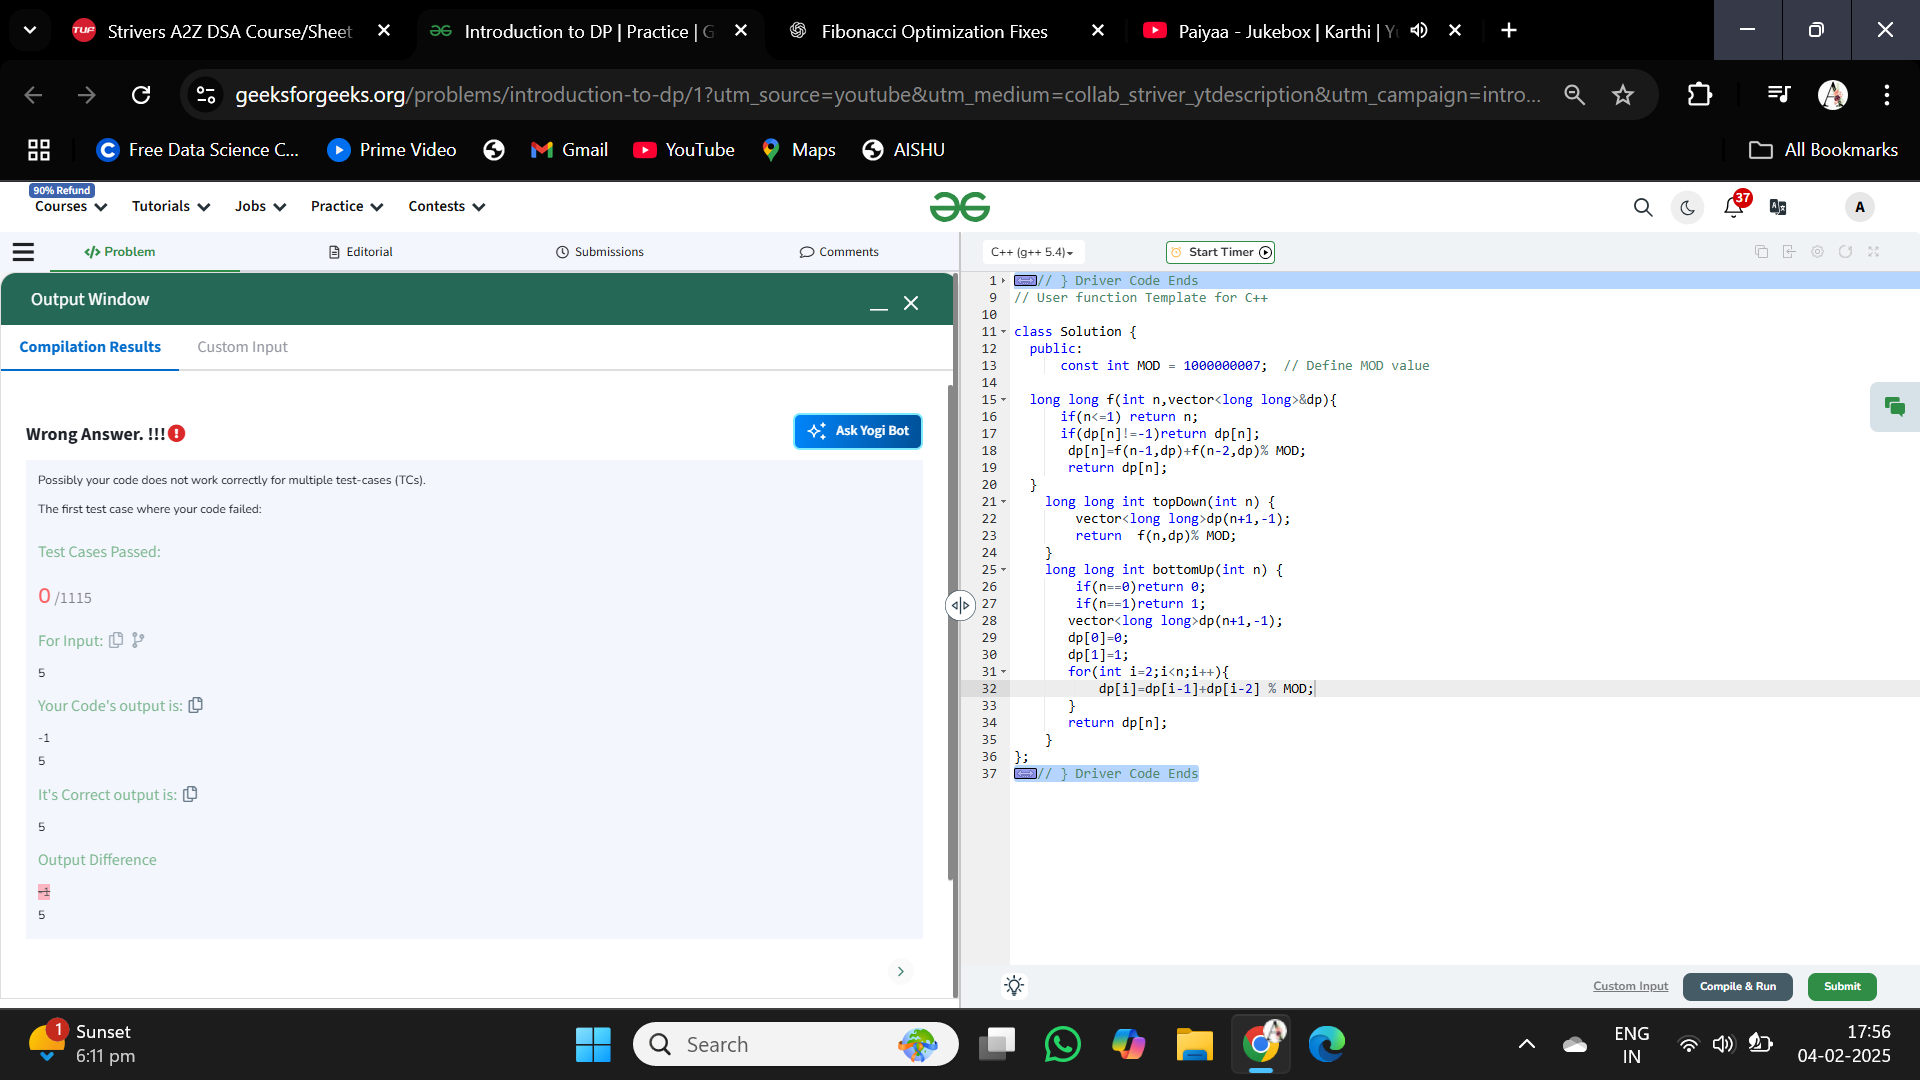 Strivers A2Z DSA Course/Sheet
Introduction to DP | Practice | G
Fibonacci Optimization Fixes
Paiyaa - Jukebox | Karthi |
geeksforgeeks.org/problems/introduction-to-dp/1?utm_source=youtube&utm_medium=collab_striver_ytdescription&utm_campaign=intro...
Free Data Science C...
Prime Video
Gmail
YouTube
Maps
AISHU
All Bookmarks
90% Refund
Courses
Tutorials
Jobs
Practice
Contests
37
A
</> Problem
Editorial
Submissions
Comments
C++ (g++ 5.4)
Start Timer
Output Window
Compilation Results
Custom Input
Wrong Answer. !!!
Ask Yogi Bot
Possibly your code does not work correctly for multiple test-cases (TCs).
The first test case where your code failed:
Test Cases Passed:
0 /1115
For Input:
5
Your Code's output is:
-1
5
It's Correct output is:
5
Output Difference
-1
5
1 // } Driver Code Ends
9 // User function Template for C++
10
11 class Solution {
12 public:
13 const int MOD = 1000000007; // Define MOD value
14
15 long long f(int n,vector<long long>&dp){
16 if(n<=1) return n;
17 if(dp[n]!=-1)return dp[n];
18 dp[n]=f(n-1,dp)+f(n-2,dp)% MOD;
19 return dp[n];
20 }
21 long long int topDown(int n) {
22 vector<long long>dp(n+1,-1);
23 return f(n,dp)% MOD;
24 }
25 long long int bottomUp(int n) {
26 if(n==0)return 0;
27 if(n==1)return 1;
28 vector<long long>dp(n+1,-1);
29 dp[0]=0;
30 dp[1]=1;
31 for(int i=2;i<n;i++){
32 dp[i]=dp[i-1]+dp[i-2] % MOD;
33 }
34 return dp[n];
35 }
36 };
37 // } Driver Code Ends
Custom Input
Compile & Run
Submit
1
Sunset
6:11 pm
Search
ENG
IN
17:56
04-02-2025